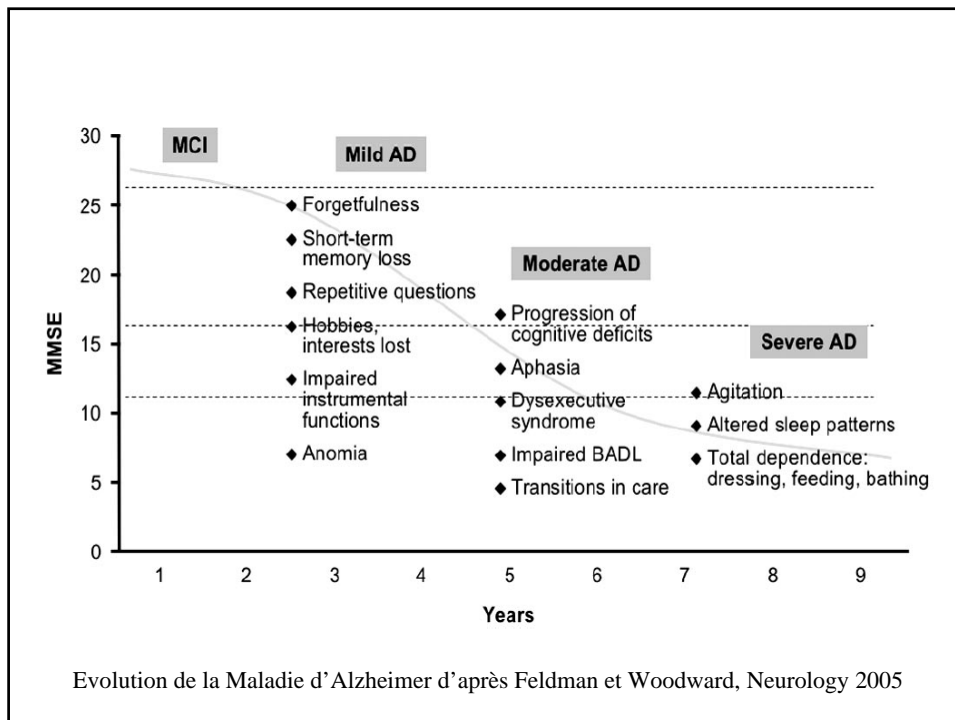 30
25
20
15
10
5
0
MMSE
MCI
Mild AD
Forgetfulness
Short-term
memory loss
Repetitive questions
Hobbies,
interests lost
Impaired
instrumental
functions
Anomia
Moderate AD
Progression of
cognitive deficits
Aphasia
Dysexecutive
syndrome
Impaired BADL
Transitions in care
Severe AD
Agitation
Altered sleep patterns
Total dependence:
dressing, feeding, bathing
1 2 3 4 5 6 7 8 9
Years
Evolution de la Maladie d’Alzheimer d’après Feldman et Woodward, Neurology 2005